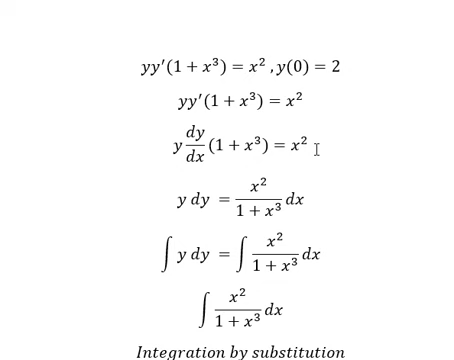 yy′(1 + x³) = x² , y(0) = 2
yy′(1 + x³) = x²
y dy/dx (1 + x³) = x²
y dy = x²/(1 + x³) dx
∫ y dy = ∫ x²/(1 + x³) dx
∫ x²/(1 + x³) dx
Integration by substitution